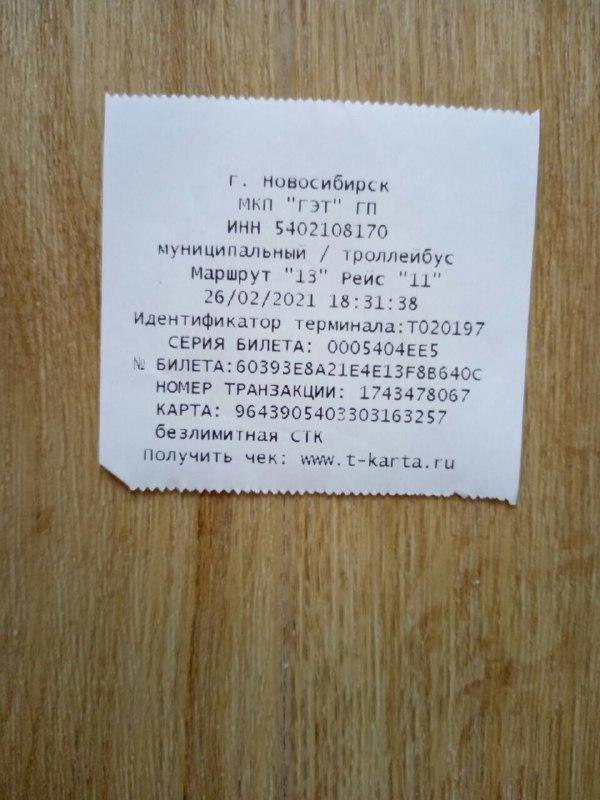 г. Новосибирск
МКП "ГЭТ" ГП
ИНН 5402108170
муниципальный / троллейбус
Маршрут "13" Рейс "11"
26/02/2021 18:31:38
Идентификатор терминала:Т020197
СЕРИЯ БИЛЕТА: 0005404EE5
№ БИЛЕТА:60393E8A21E4E13F8B640C
НОМЕР ТРАНЗАКЦИИ: 1743478067
КАРТА: 9643905403303163257
безлимитная СТК
Получить чек: www.t-karta.ru